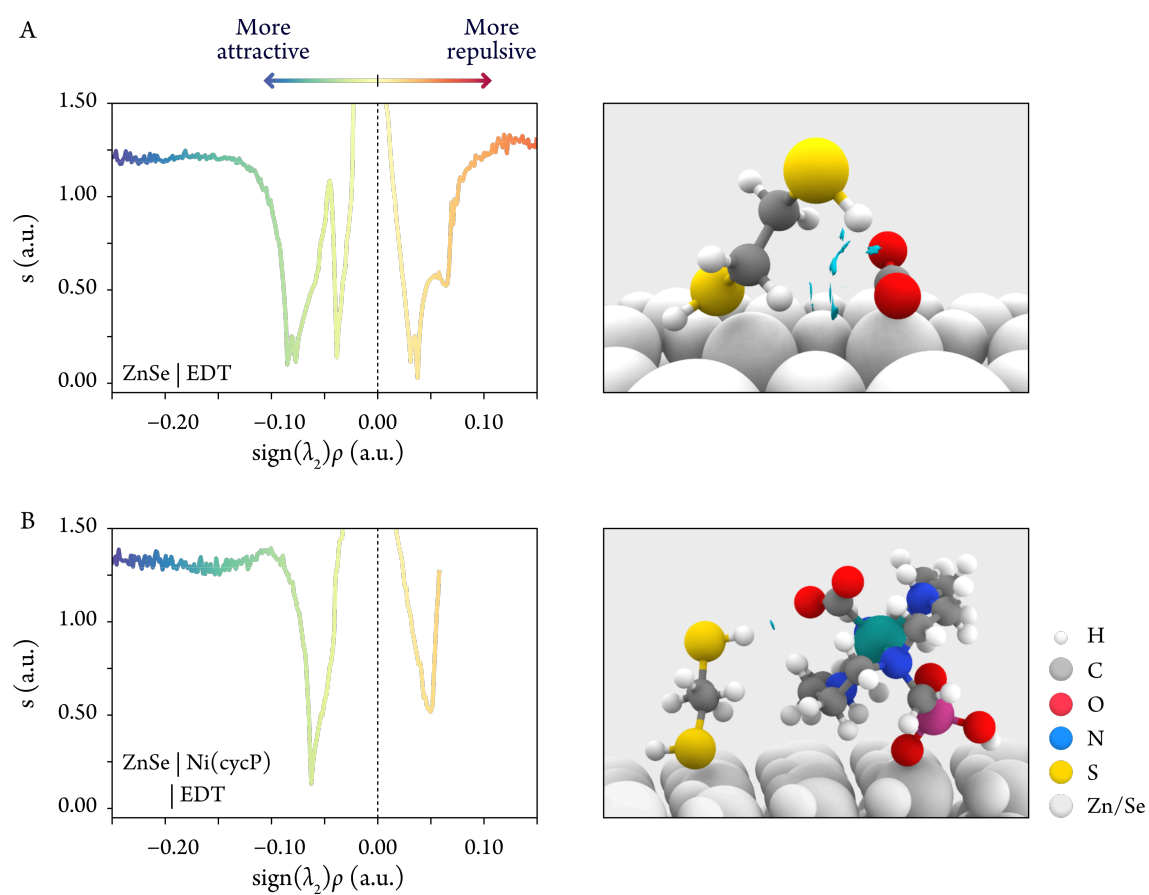 A
More
attractive
More
repulsive
1.50
1.00
0.50
0.00
s (a.u.)
ZnSe | EDT
−0.20
−0.10
0.00
0.10
sign(λ₂)ρ (a.u.)
B
1.50
1.00
0.50
0.00
s (a.u.)
ZnSe | Ni(cycP)
| EDT
−0.20
−0.10
0.00
0.10
sign(λ₂)ρ (a.u.)
H
C
O
N
S
Zn/Se